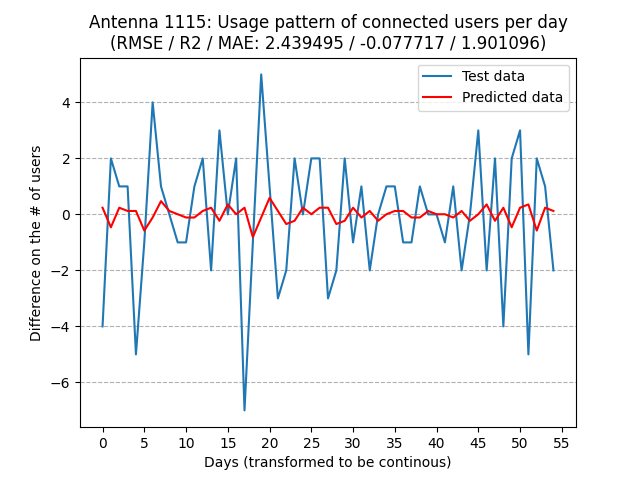 Antenna 1115: Usage pattern of connected users per day
(RMSE / R2 / MAE: 2.439495 / -0.077717 / 1.901096)
Test data
Predicted data
Difference on the # of users
4
2
0
−2
−4
−6
0 5 10 15 20 25 30 35 40 45 50 55
Days (transformed to be continous)